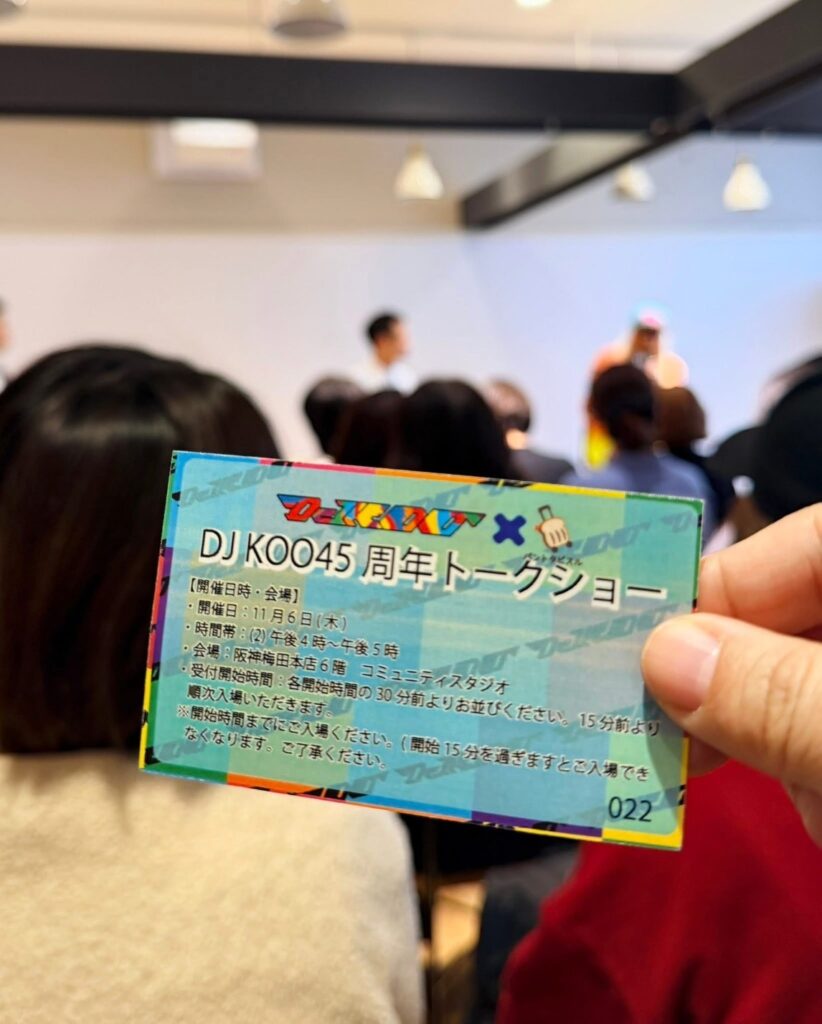 DJ KOO45 周年トークショー
【開催日時・会場】
・開催日：11月6日(木)
・時間帯：(2)午後4時～午後5時
・会場：阪神梅田本店6階　コミュニティスタジオ
・受付開始時間：各開始時間の30分前よりお並びください。15分前より
順次入場いただきます。
※開始時間までにご入場ください。(開始15分を過ぎますとご入場でき
なくなります。ご了承ください。
022